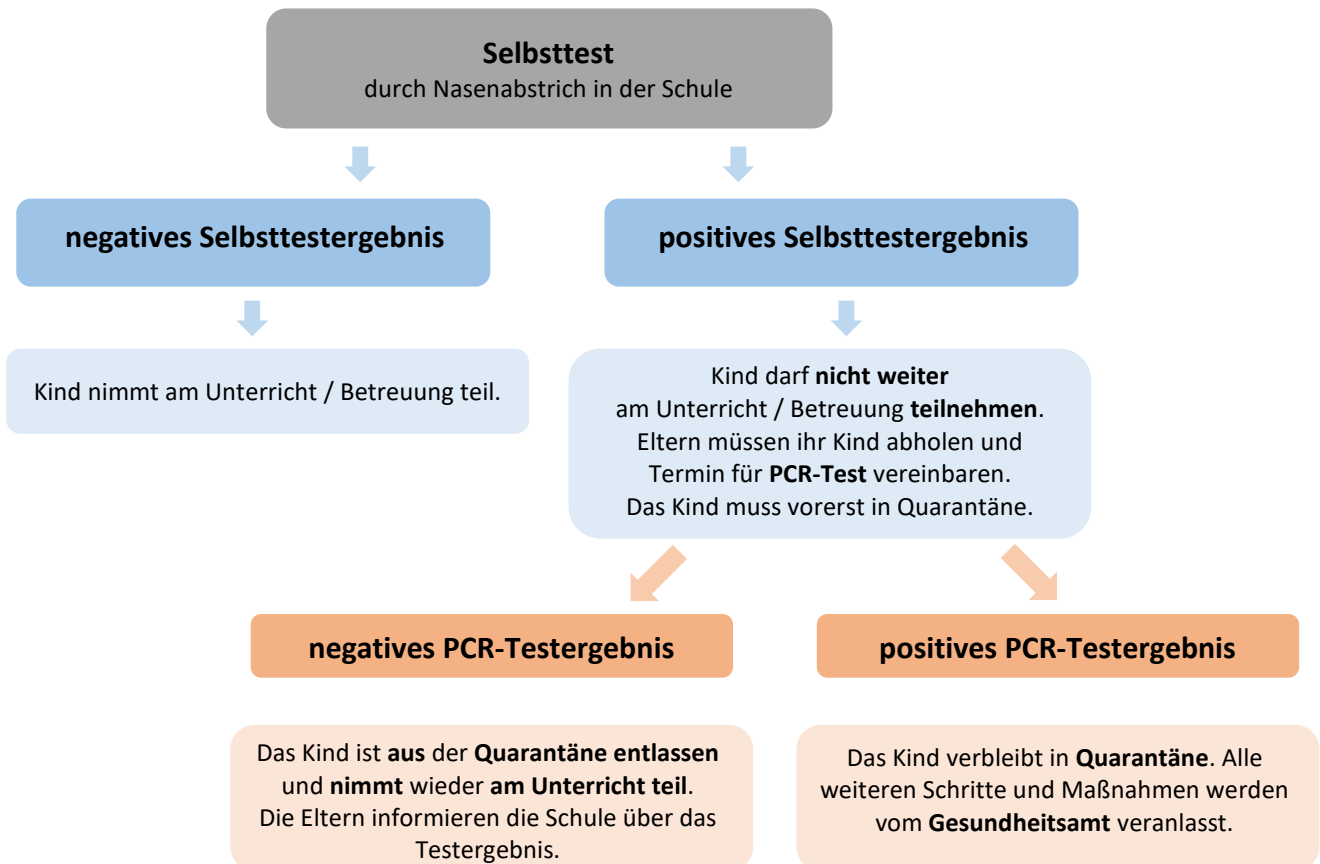 Selbsttest
durch Nasenabstrich in der Schule
negatives Selbsttestergebnis
positives Selbsttestergebnis
Kind nimmt am Unterricht / Betreuung teil.
Kind darf nicht weiter
am Unterricht / Betreuung teilnehmen.
Eltern müssen ihr Kind abholen und
Termin für PCR-Test vereinbaren.
Das Kind muss vorerst in Quarantäne.
negatives PCR-Testergebnis
positives PCR-Testergebnis
Das Kind ist aus der Quarantäne entlassen
und nimmt wieder am Unterricht teil.
Die Eltern informieren die Schule über das
Testergebnis.
Das Kind verbleibt in Quarantäne. Alle
weiteren Schritte und Maßnahmen werden
vom Gesundheitsamt veranlasst.